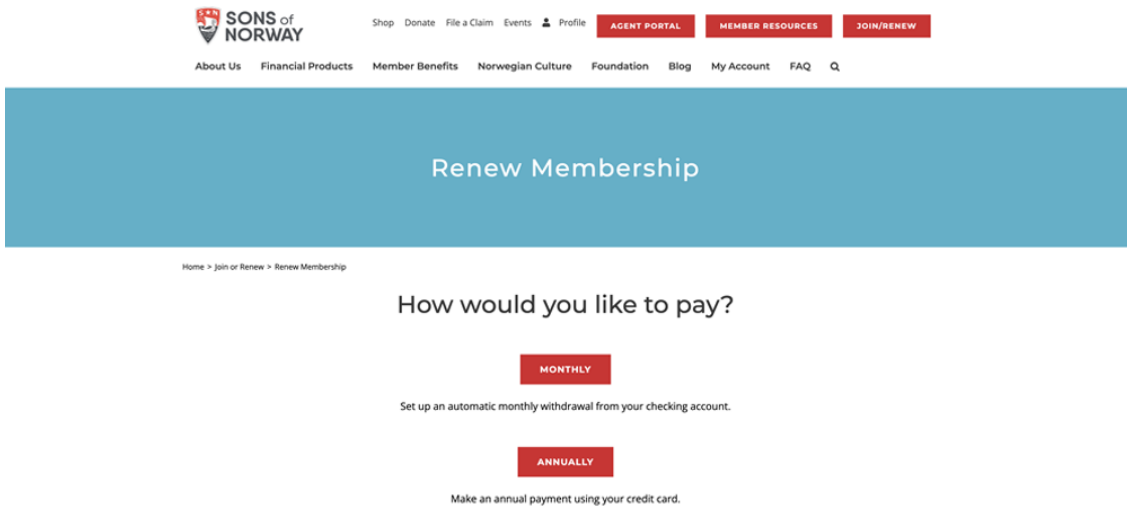 S N
SONS of
NORWAY
Shop Donate File a Claim Events Profile AGENT PORTAL MEMBER RESOURCES JOIN/RENEW
About Us Financial Products Member Benefits Norwegian Culture Foundation Blog My Account FAQ
Renew Membership
Home > Join or Renew > Renew Membership
How would you like to pay?
MONTHLY
Set up an automatic monthly withdrawal from your checking account.
ANNUALLY
Make an annual payment using your credit card.